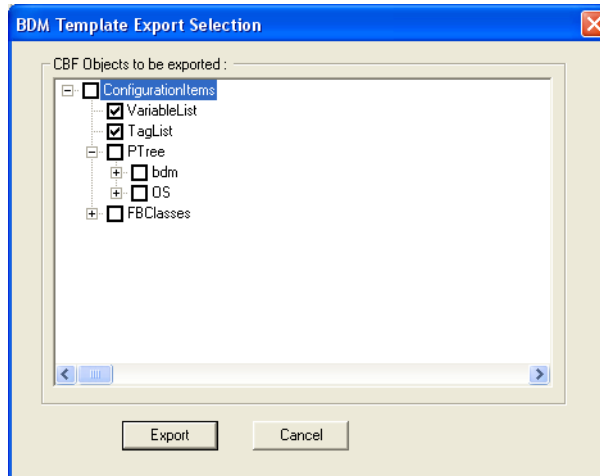 BDM Template Export Selection
CBF Objects to be exported :
ConfigurationItems
VariableList
TagList
PTree
bdm
OS
FBClasses
Export
Cancel